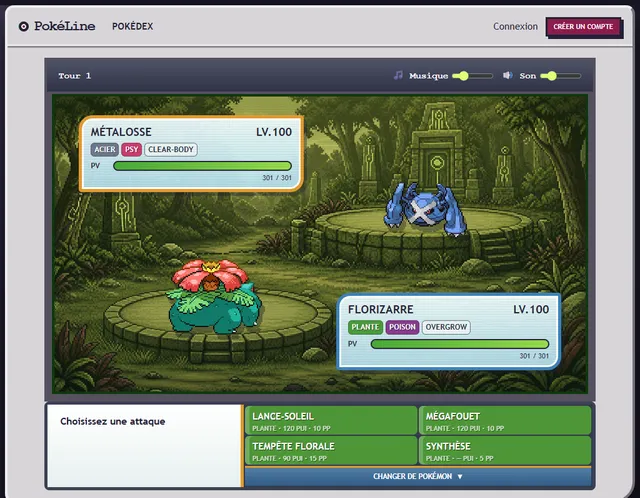 PokéLine
POKÉDEX
Connexion
CRÉER UN COMPTE
Tour 1
Musique
Son
MÉTALOSSE
LV.100
ACIER
PSY
CLEAR-BODY
PV
301 / 301
FLORIZARRE
LV.100
PLANTE
POISON
OVERGROW
PV
301 / 301
Choisissez une attaque
LANCE-SOLEIL
PLANTE - 120 PUI - 10 PP
MÉGAFOUET
PLANTE - 120 PUI - 10 PP
TEMPÊTE FLORALE
PLANTE - 90 PUI - 15 PP
SYNTHÈSE
PLANTE - — PUI - 5 PP
CHANGER DE POKÉMON ▼